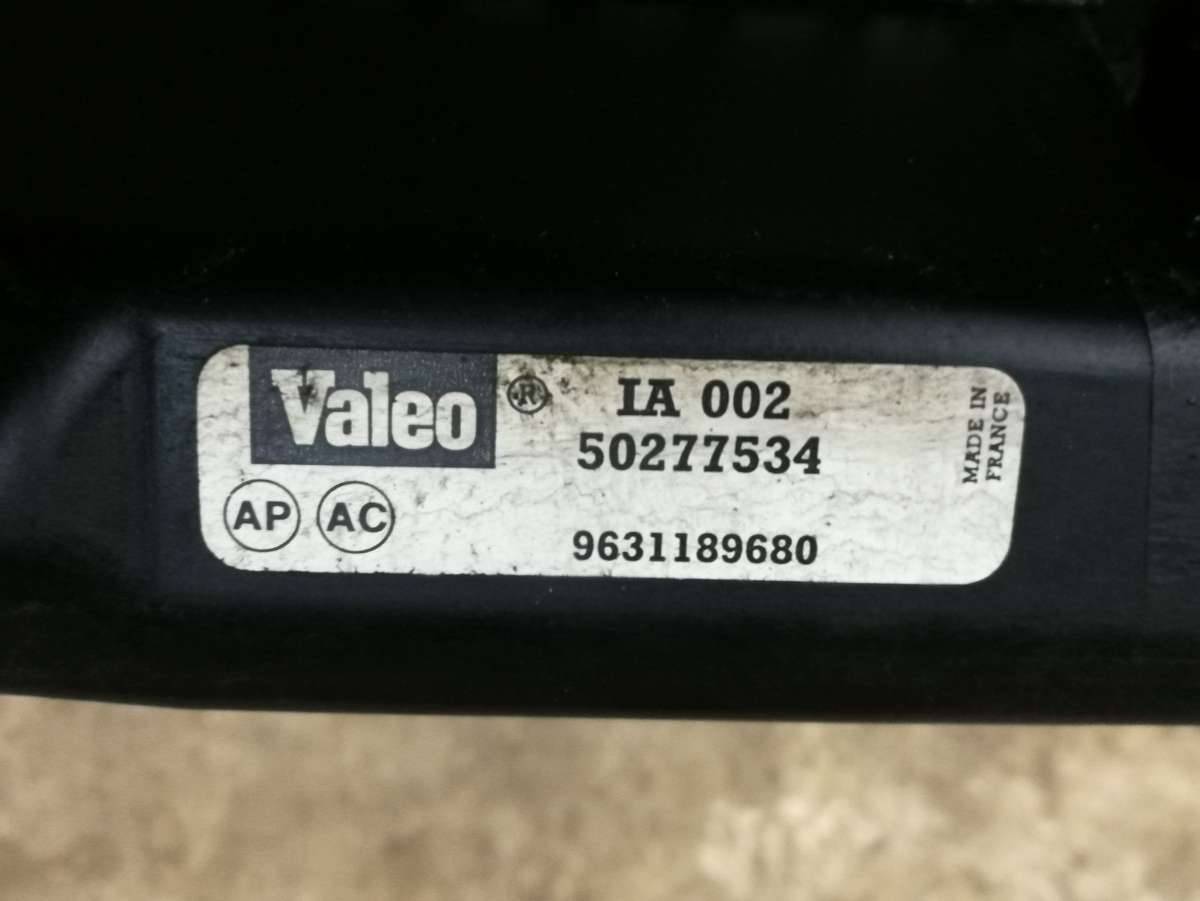 Valeo ®
IA 002
50277534
MADE IN
FRANCE
AP AC
9631189680